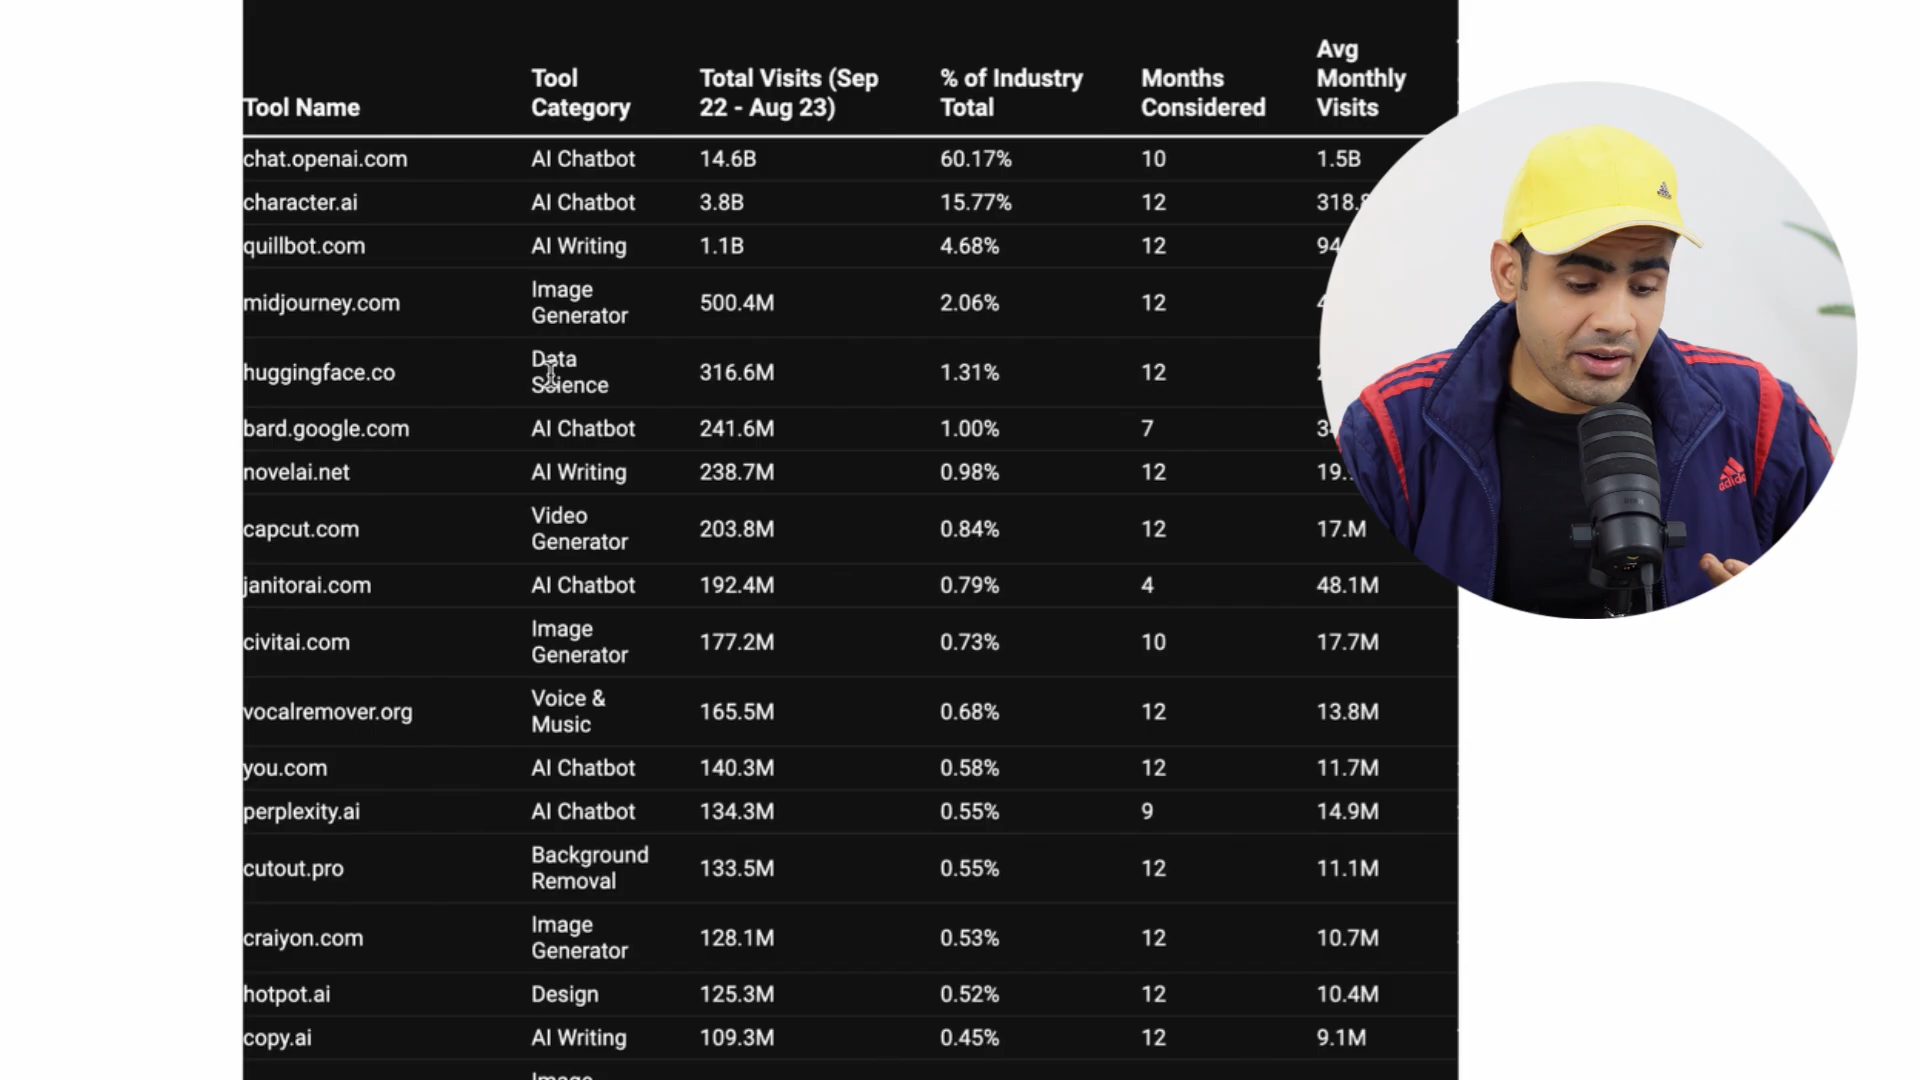 Tool Name Tool Category Total Visits (Sep 22 - Aug 23) % of Industry Total Months Considered Avg Monthly Visits
chat.openai.com AI Chatbot 14.6B 60.17% 10 1.5B
character.ai AI Chatbot 3.8B 15.77% 12
quillbot.com AI Writing 1.1B 4.68% 12
midjourney.com Image Generator 500.4M 2.06% 12
huggingface.co Data Science 316.6M 1.31% 12
bard.google.com AI Chatbot 241.6M 1.00% 7
novelai.net AI Writing 238.7M 0.98% 12
capcut.com Video Generator 203.8M 0.84% 12 17.M
janitorai.com AI Chatbot 192.4M 0.79% 4 48.1M
civitai.com Image Generator 177.2M 0.73% 10 17.7M
vocalremover.org Voice & Music 165.5M 0.68% 12 13.8M
you.com AI Chatbot 140.3M 0.58% 12 11.7M
perplexity.ai AI Chatbot 134.3M 0.55% 9 14.9M
cutout.pro Background Removal 133.5M 0.55% 12 11.1M
craiyon.com Image Generator 128.1M 0.53% 12 10.7M
hotpot.ai Design 125.3M 0.52% 12 10.4M
copy.ai AI Writing 109.3M 0.45% 12 9.1M
Image
adidas